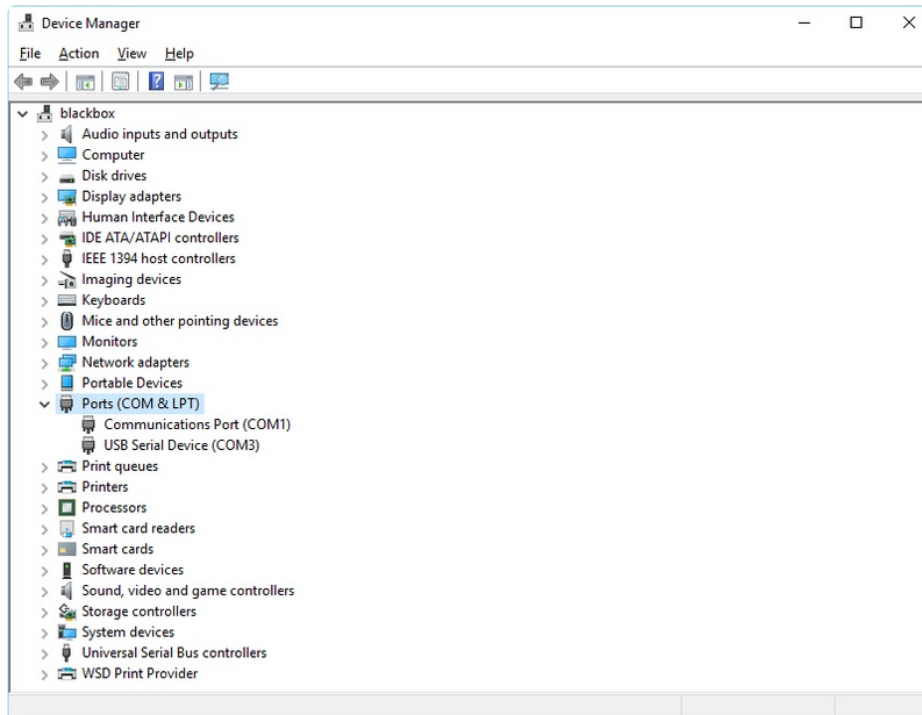 Device Manager
File Action View Help
blackbox
Audio inputs and outputs
Computer
Disk drives
Display adapters
Human Interface Devices
IDE ATA/ATAPI controllers
IEEE 1394 host controllers
Imaging devices
Keyboards
Mice and other pointing devices
Monitors
Network adapters
Portable Devices
Ports (COM & LPT)
Communications Port (COM1)
USB Serial Device (COM3)
Print queues
Printers
Processors
Smart card readers
Smart cards
Software devices
Sound, video and game controllers
Storage controllers
System devices
Universal Serial Bus controllers
WSD Print Provider